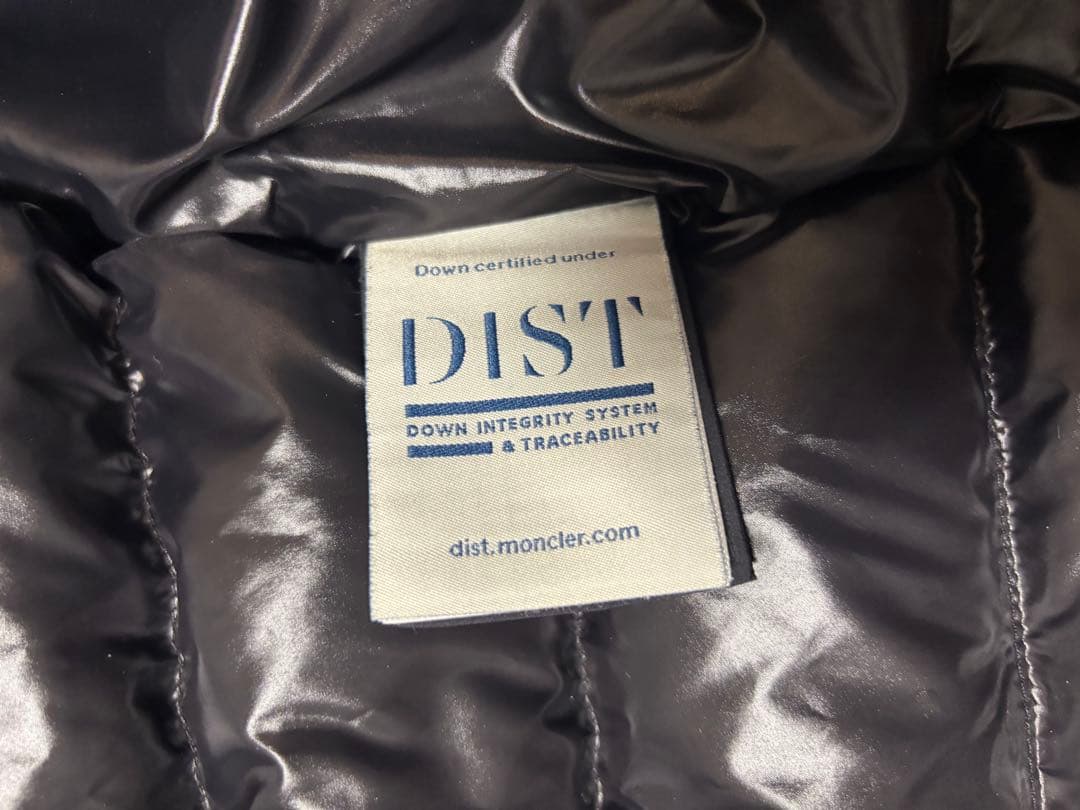 Down certified under
DIST
DOWN INTEGRITY SYSTEM
& TRACEABILITY
dist.moncler.com